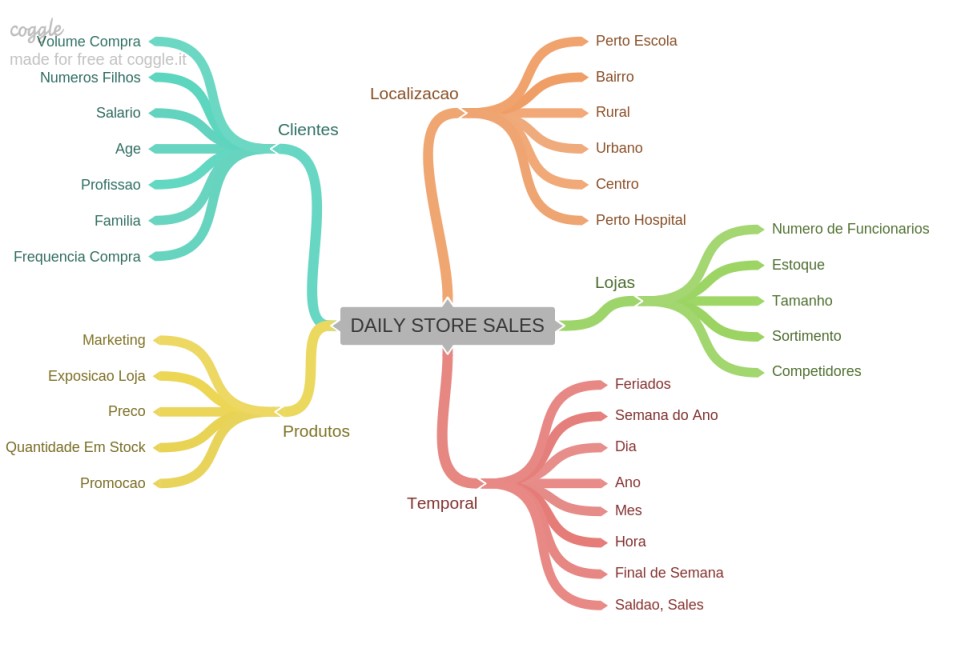 coggle
made for free at coggle.it
Volume Compra
Numeros Filhos
Salario
Age
Profissao
Familia
Frequencia Compra
Clientes
Marketing
Exposicao Loja
Preco
Quantidade Em Stock
Promocao
Produtos
DAILY STORE SALES
Localizacao
Perto Escola
Bairro
Rural
Urbano
Centro
Perto Hospital
Lojas
Numero de Funcionarios
Estoque
Tamanho
Sortimento
Competidores
Temporal
Feriados
Semana do Ano
Dia
Ano
Mes
Hora
Final de Semana
Saldao, Sales